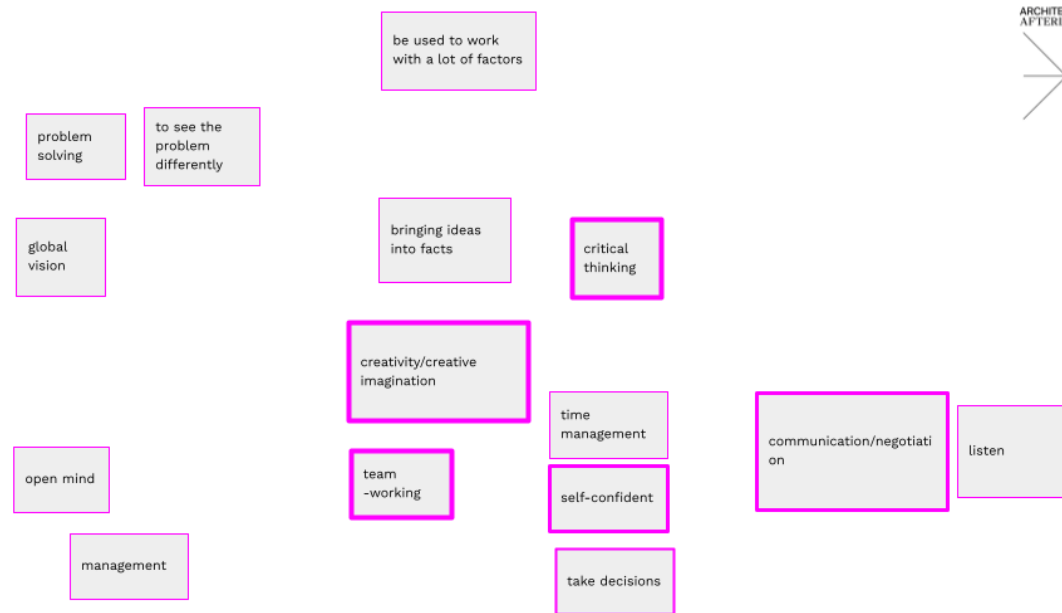 ARCHITE
AFTER
be used to work
with a lot of factors
problem
solving
to see the
problem
differently
bringing ideas
into facts
global
vision
critical
thinking
creativity/creative
imagination
time
management
communication/negotiati
on
listen
open mind
team
-working
self-confident
management
take decisions